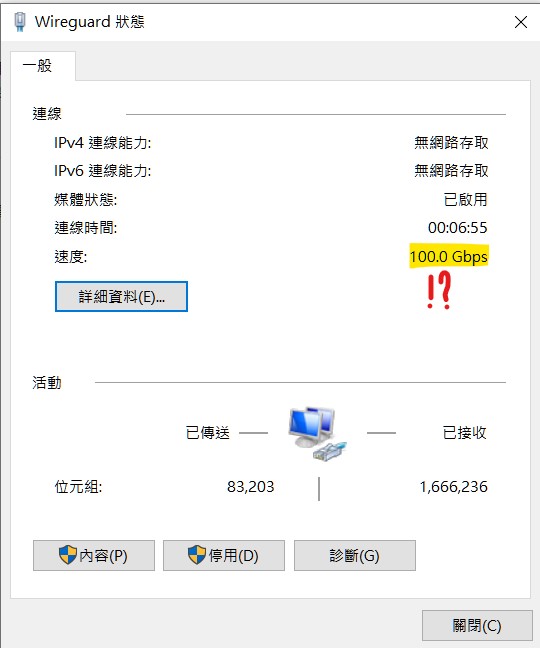 Wireguard 狀態
一般
連線
IPv4 連線能力: 無網路存取
IPv6 連線能力: 無網路存取
媒體狀態: 已啟用
連線時間: 00:06:55
速度: 100.0 Gbps
!?
詳細資料(E)...
活動
已傳送 已接收
位元組: 83,203 1,666,236
內容(P) 停用(D) 診斷(G)
關閉(C)